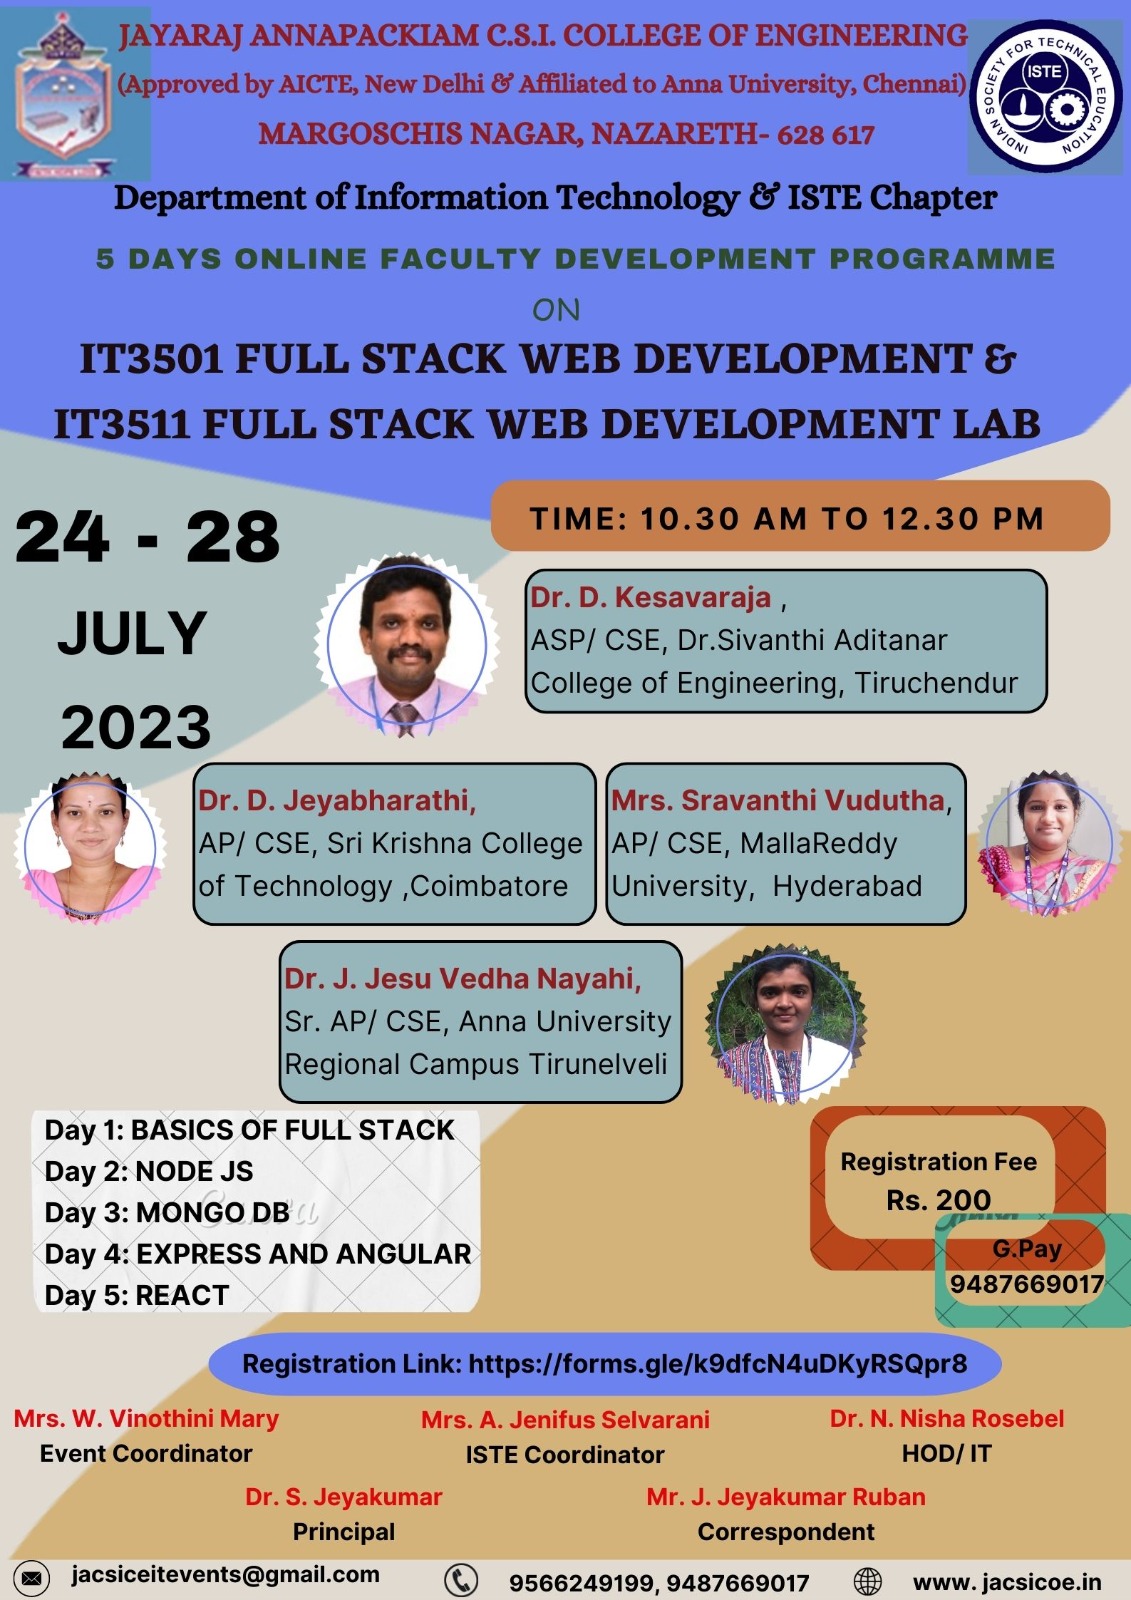 JAYARAJ ANNAPACKIAM C.S.I. COLLEGE OF ENGINEERING
(Approved by AICTE, New Delhi & Affiliated to Anna University, Chennai)
MARGOSCHIS NAGAR, NAZARETH- 628 617
INDIAN SOCIETY FOR TECHNICAL EDUCATION
ISTE
Department of Information Technology & ISTE Chapter
5 DAYS ONLINE FACULTY DEVELOPMENT PROGRAMME
ON
IT3501 FULL STACK WEB DEVELOPMENT &
IT3511 FULL STACK WEB DEVELOPMENT LAB
24 - 28
JULY
2023
TIME: 10.30 AM TO 12.30 PM
Dr. D. Kesavaraja ,
ASP/ CSE, Dr.Sivanthi Aditanar
College of Engineering, Tiruchendur
Dr. D. Jeyabharathi,
AP/ CSE, Sri Krishna College
of Technology ,Coimbatore
Mrs. Sravanthi Vudutha,
AP/ CSE, MallaReddy
University, Hyderabad
Dr. J. Jesu Vedha Nayahi,
Sr. AP/ CSE, Anna University
Regional Campus Tirunelveli
Day 1: BASICS OF FULL STACK
Day 2: NODE JS
Day 3: MONGO DB
Day 4: EXPRESS AND ANGULAR
Day 5: REACT
Registration Fee
Rs. 200
G.Pay
9487669017
Registration Link: https://forms.gle/k9dfcN4uDKyRSQpr8
Mrs. W. Vinothini Mary
Event Coordinator
Mrs. A. Jenifus Selvarani
ISTE Coordinator
Dr. N. Nisha Rosebel
HOD/ IT
Dr. S. Jeyakumar
Principal
Mr. J. Jeyakumar Ruban
Correspondent
jacsiceitevents@gmail.com
9566249199, 9487669017
www. jacsicoe.in